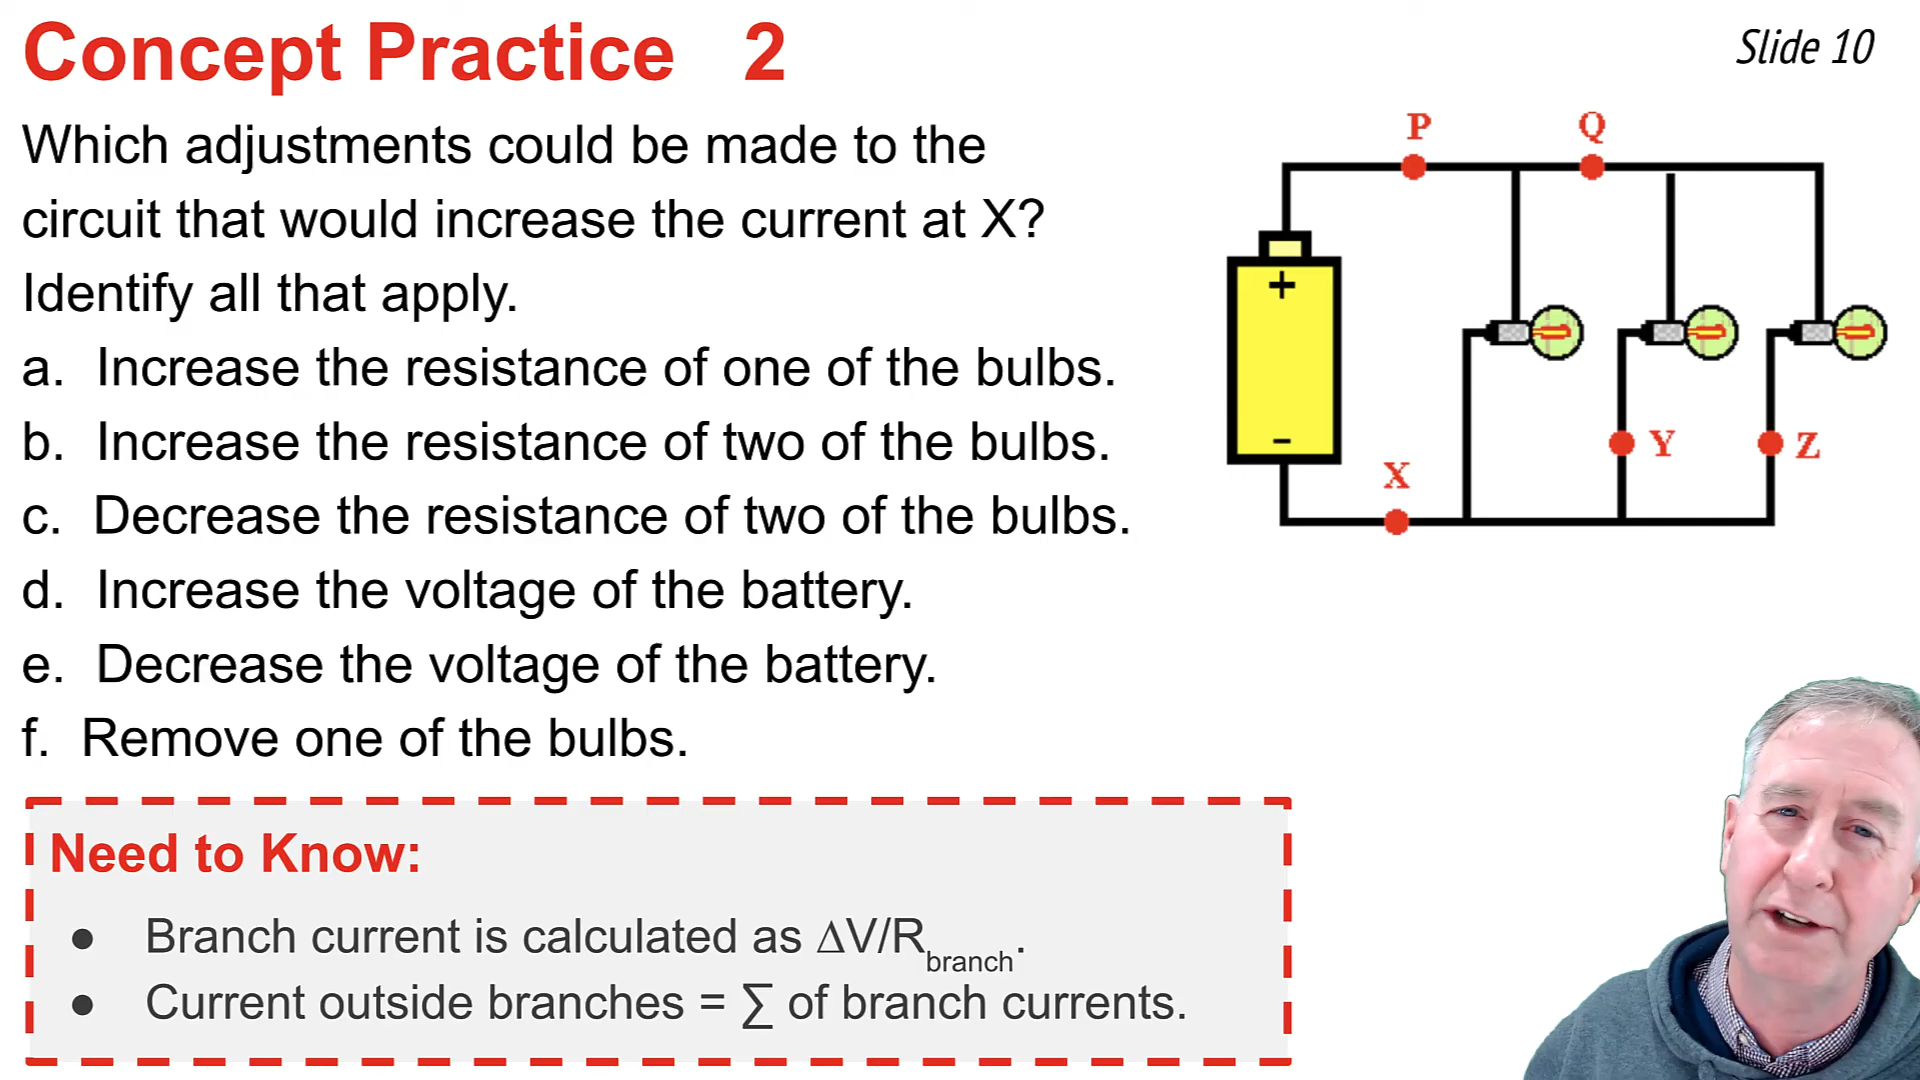 Concept Practice 2
Slide 10
Which adjustments could be made to the
circuit that would increase the current at X?
Identify all that apply.
a. Increase the resistance of one of the bulbs.
b. Increase the resistance of two of the bulbs.
c. Decrease the resistance of two of the bulbs.
d. Increase the voltage of the battery.
e. Decrease the voltage of the battery.
f. Remove one of the bulbs.
P
Q
+
-
X
Y
Z
Need to Know:
● Branch current is calculated as ∆V/Rbranch.
● Current outside branches = ∑ of branch currents.